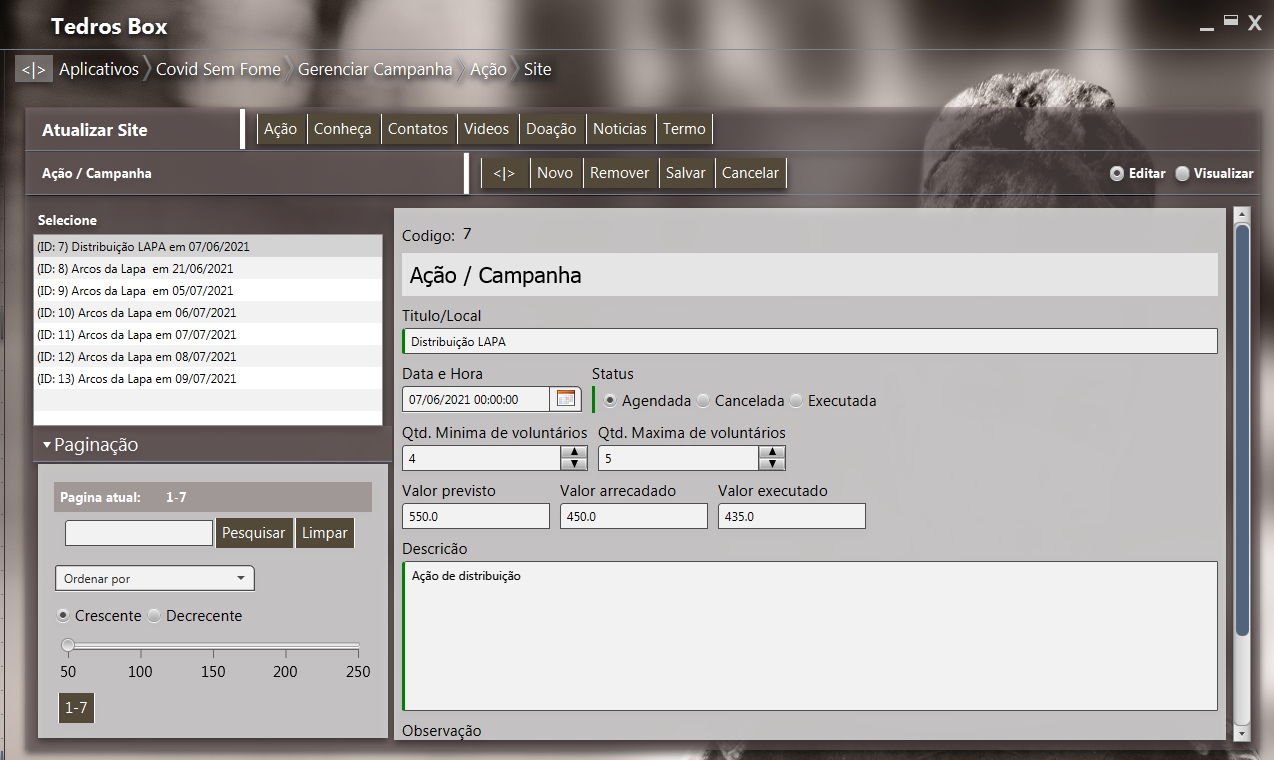 Tedros Box
<|> Aplicativos Covid Sem Fome Gerenciar Campanha Ação Site
Atualizar Site
Ação Conheça Contatos Videos Doação Noticias Termo
Ação / Campanha
<|> Novo Remover Salvar Cancelar
Editar Visualizar
Selecione
(ID: 7) Distribuição LAPA em 07/06/2021
(ID: 8) Arcos da Lapa  em 21/06/2021
(ID: 9) Arcos da Lapa  em 05/07/2021
(ID: 10) Arcos da Lapa em 06/07/2021
(ID: 11) Arcos da Lapa em 07/07/2021
(ID: 12) Arcos da Lapa em 08/07/2021
(ID: 13) Arcos da Lapa em 09/07/2021
Paginação
Pagina atual: 1-7
Pesquisar Limpar
Ordenar por
Crescente Decrecente
50 100 150 200 250
1-7
Codigo: 7
Ação / Campanha
Titulo/Local
Distribuição LAPA
Data e Hora Status
07/06/2021 00:00:00 Agendada Cancelada Executada
Qtd. Minima de voluntários Qtd. Maxima de voluntários
4 5
Valor previsto Valor arrecadado Valor executado
550.0 450.0 435.0
Descricão
Ação de distribuição
Observação